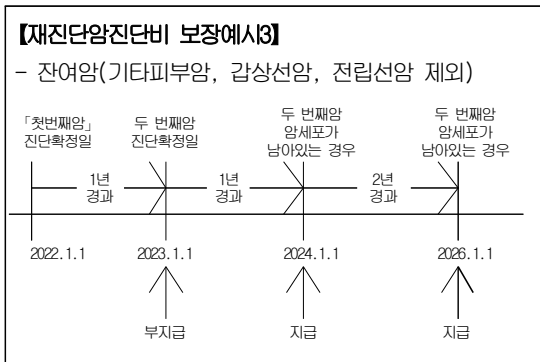 【재진단암진단비 보장예시3】
- 잔여암(기타피부암, 갑상선암, 전립선암 제외)
「첫번째암」
진단확정일
두 번째암
진단확정일
두 번째암
암세포가
남아있는 경우
두 번째암
암세포가
남아있는 경우
1년
경과
1년
경과
2년
경과
2022.1.1
2023.1.1
2024.1.1
2026.1.1
부지급
지급
지급